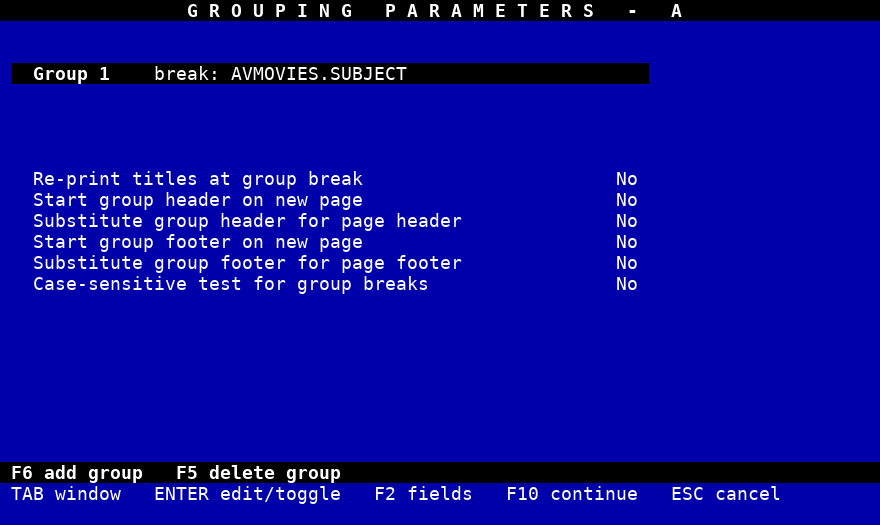 G R O U P I N G   P A R A M E T E R S   -   A
Group 1    break: AVMOVIES.SUBJECT
Re-print titles at group break                       No
Start group header on new page                       No
Substitute group header for page header              No
Start group footer on new page                       No
Substitute group footer for page footer              No
Case-sensitive test for group breaks                 No
F6 add group   F5 delete group
TAB window   ENTER edit/toggle   F2 fields   F10 continue   ESC cancel